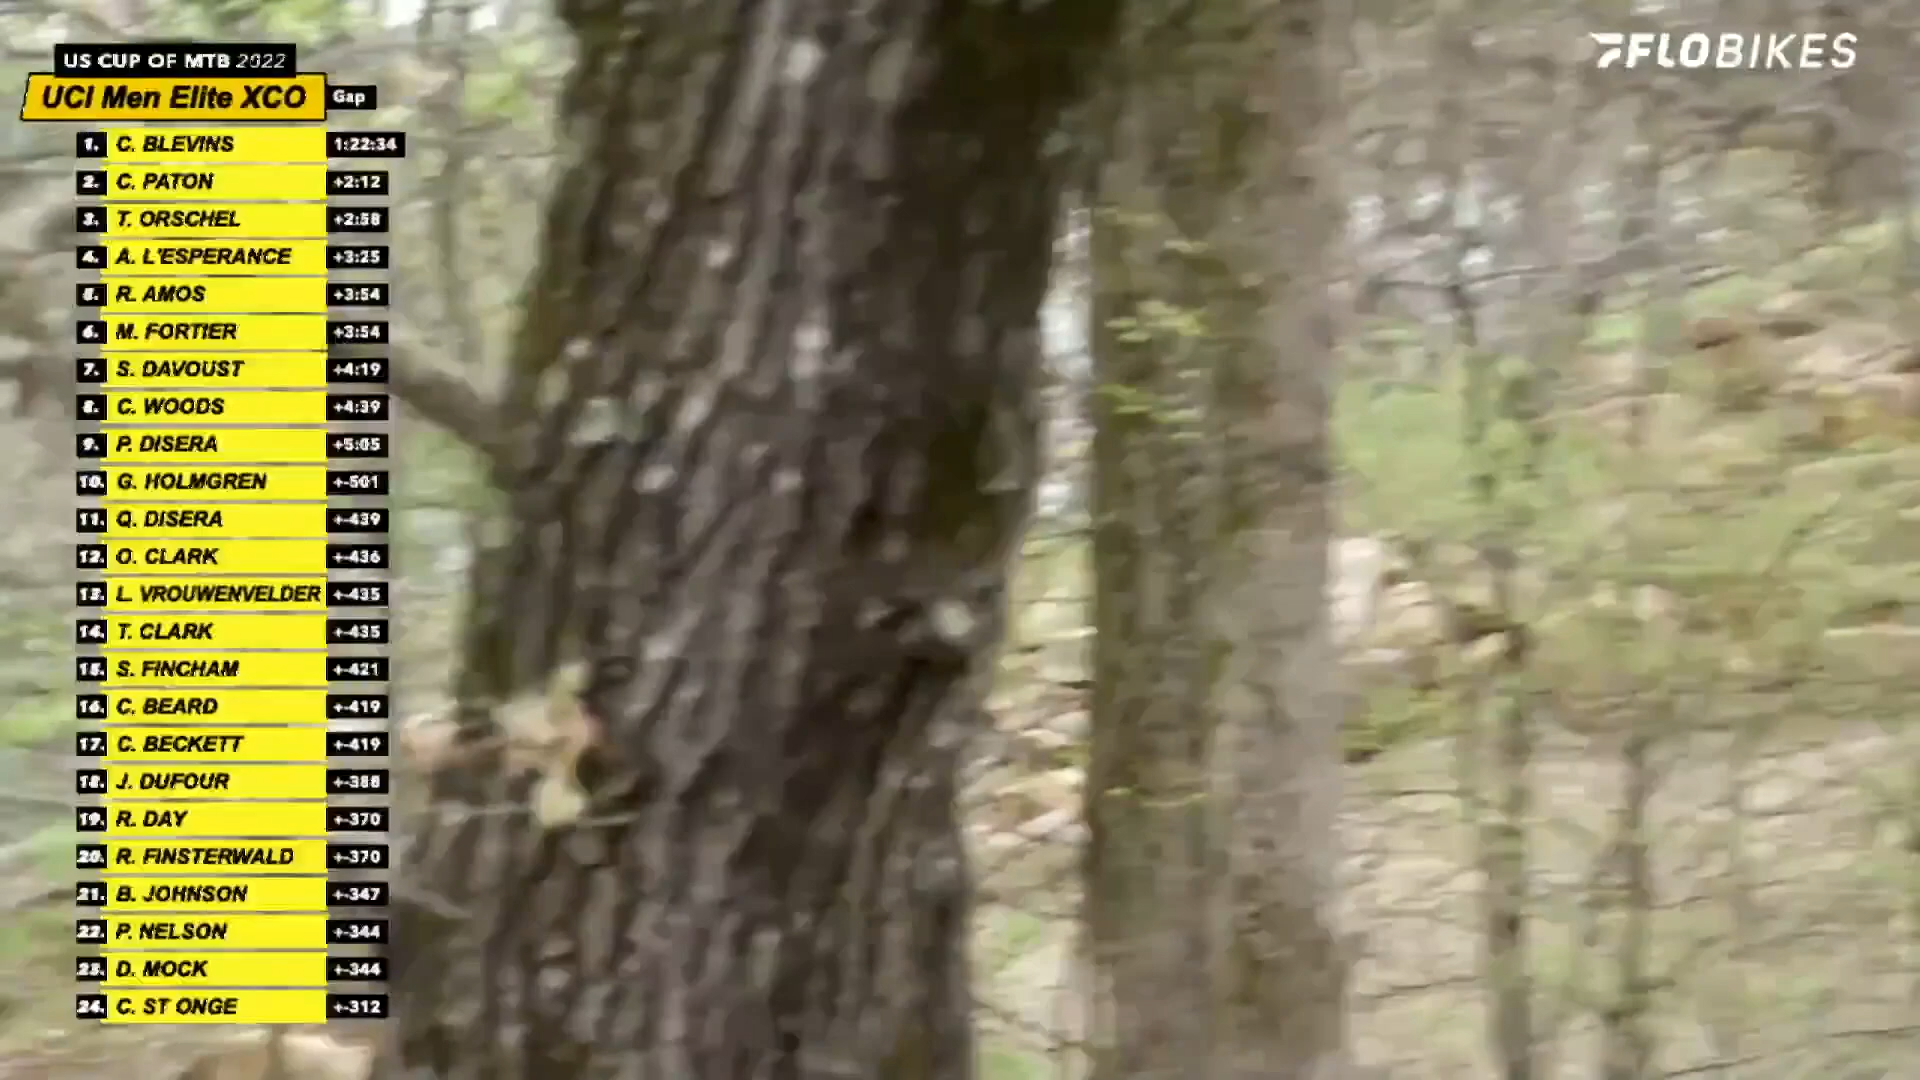 US CUP OF MTB 2022
UCI Men Elite XCO Gap
1. C. BLEVINS 1:22:34
2. C. PATON +2:12
3. T. ORSCHEL +2:58
4. A. L'ESPERANCE +3:25
5. R. AMOS +3:54
6. M. FORTIER +3:54
7. S. DAVOUST +4:19
8. C. WOODS +4:39
9. P. DISERA +5:05
10. G. HOLMGREN +-501
11. Q. DISERA +-439
12. O. CLARK +-436
13. L. VROUWENVELDER +-435
14. T. CLARK +-435
15. S. FINCHAM +-421
16. C. BEARD +-419
17. C. BECKETT +-419
18. J. DUFOUR +-388
19. R. DAY +-370
20. R. FINSTERWALD +-370
21. B. JOHNSON +-347
22. P. NELSON +-344
23. D. MOCK +-344
24. C. ST ONGE +-312
FLOBIKES